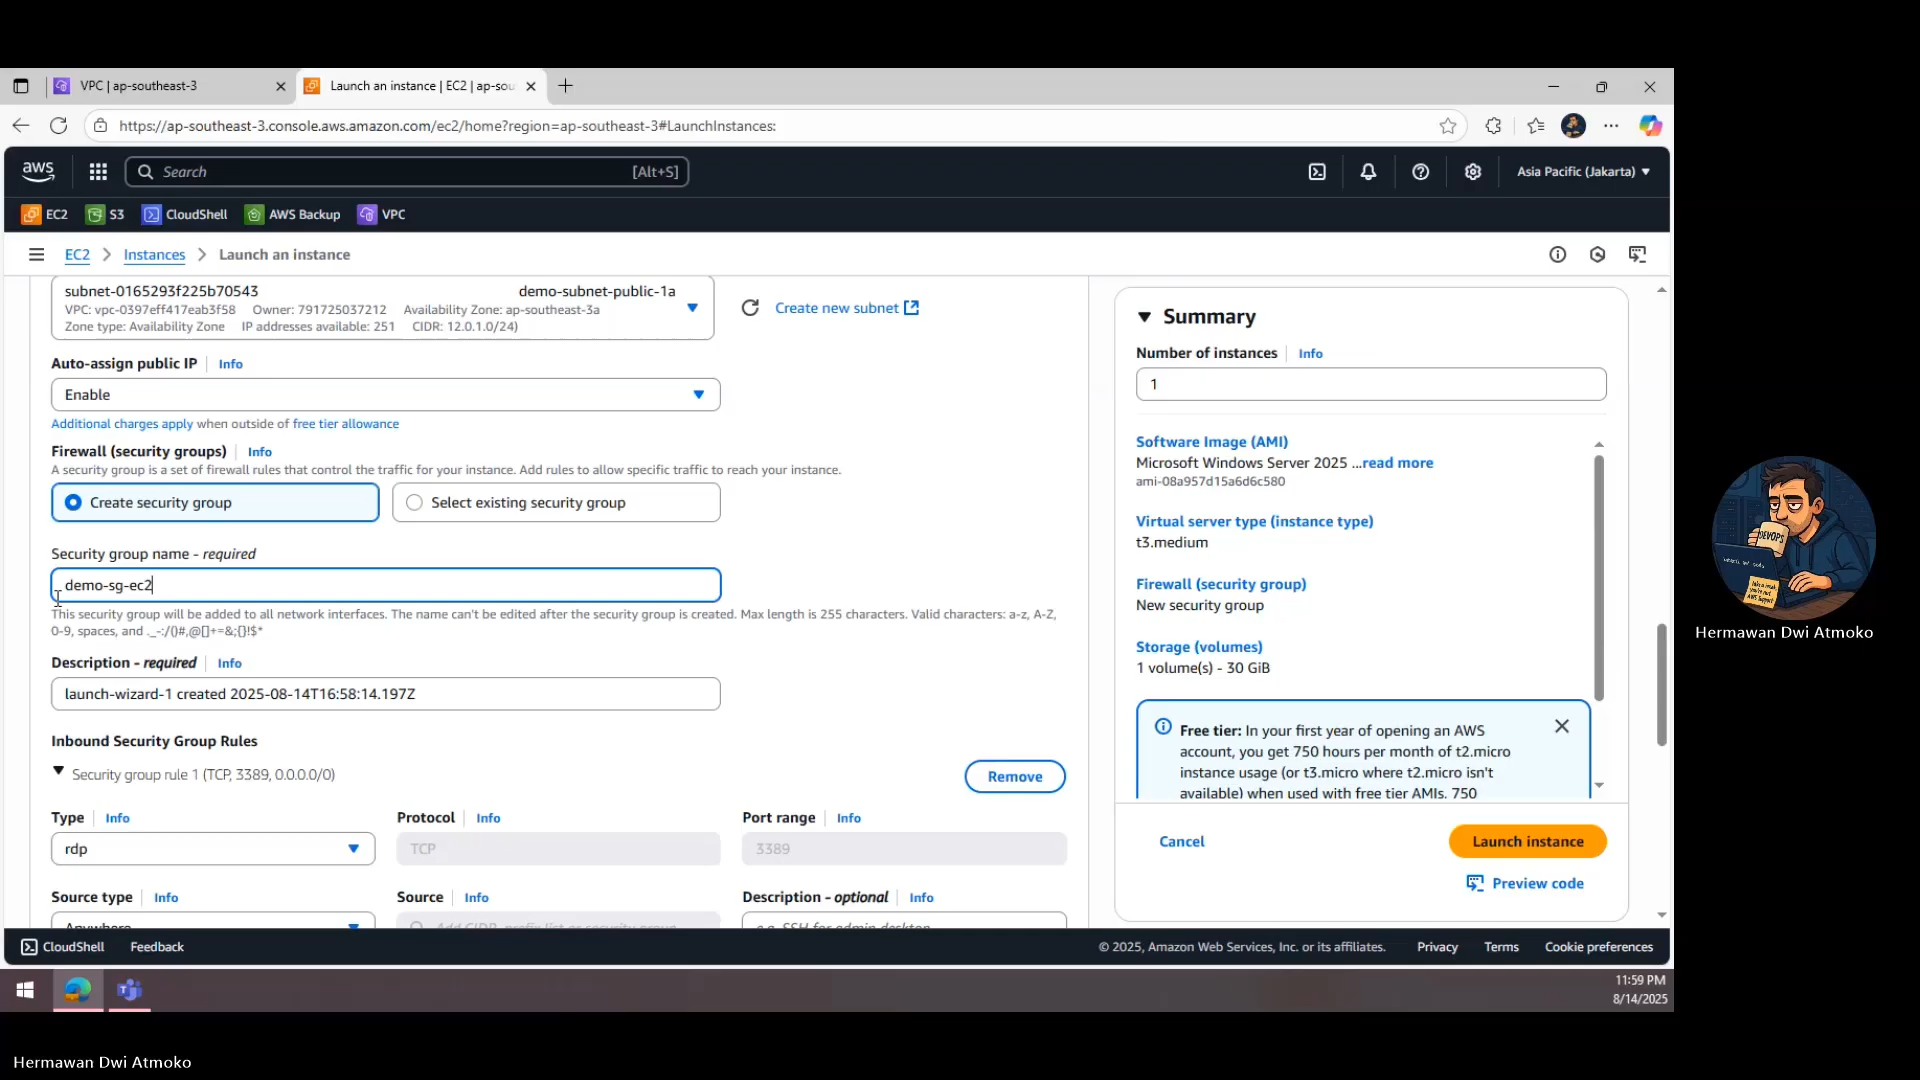 VPC | ap-southeast-3
Launch an instance | EC2 | ap-sou
https://ap-southeast-3.console.aws.amazon.com/ec2/home?region=ap-southeast-3#LaunchInstances:
aws
Search
[Alt+S]
Asia Pacific (Jakarta)
EC2
S3
CloudShell
AWS Backup
VPC
EC2
Instances
Launch an instance
subnet-0165293f225b70543
demo-subnet-public-1a
VPC: vpc-0397eff417eab3f58 Owner: 791725037212 Availability Zone: ap-southeast-3a
Zone type: Availability Zone IP addresses available: 251 CIDR: 12.0.1.0/24)
Create new subnet
Auto-assign public IP
Info
Enable
Additional charges apply when outside of free tier allowance
Firewall (security groups)
Info
A security group is a set of firewall rules that control the traffic for your instance. Add rules to allow specific traffic to reach your instance.
Create security group
Select existing security group
Security group name - required
demo-sg-ec2
This security group will be added to all network interfaces. The name can't be edited after the security group is created. Max length is 255 characters. Valid characters: a-z, A-Z,
0-9, spaces, and ._-:/()#,@[]+=&;{}!$*
Description - required
Info
launch-wizard-1 created 2025-08-14T16:58:14.197Z
Inbound Security Group Rules
Security group rule 1 (TCP, 3389, 0.0.0.0/0)
Remove
Type
Info
Protocol
Info
Port range
Info
rdp
TCP
3389
Source type
Info
Source
Info
Description - optional
Info
Anywhere
Add CIDR, prefix list or security group
e.g. SSH for admin desktop
Summary
Number of instances
Info
1
Software Image (AMI)
Microsoft Windows Server 2025 ...read more
ami-08a957d15a6d6c580
Virtual server type (instance type)
t3.medium
Firewall (security group)
New security group
Storage (volumes)
1 volume(s) - 30 GiB
Free tier: In your first year of opening an AWS
account, you get 750 hours per month of t2.micro
instance usage (or t3.micro where t2.micro isn't
available) when used with free tier AMIs, 750
Cancel
Launch instance
Preview code
CloudShell
Feedback
© 2025, Amazon Web Services, Inc. or its affiliates.
Privacy
Terms
Cookie preferences
11:59 PM
8/14/2025
DEVOPS
Hermawan Dwi Atmoko
Hermawan Dwi Atmoko